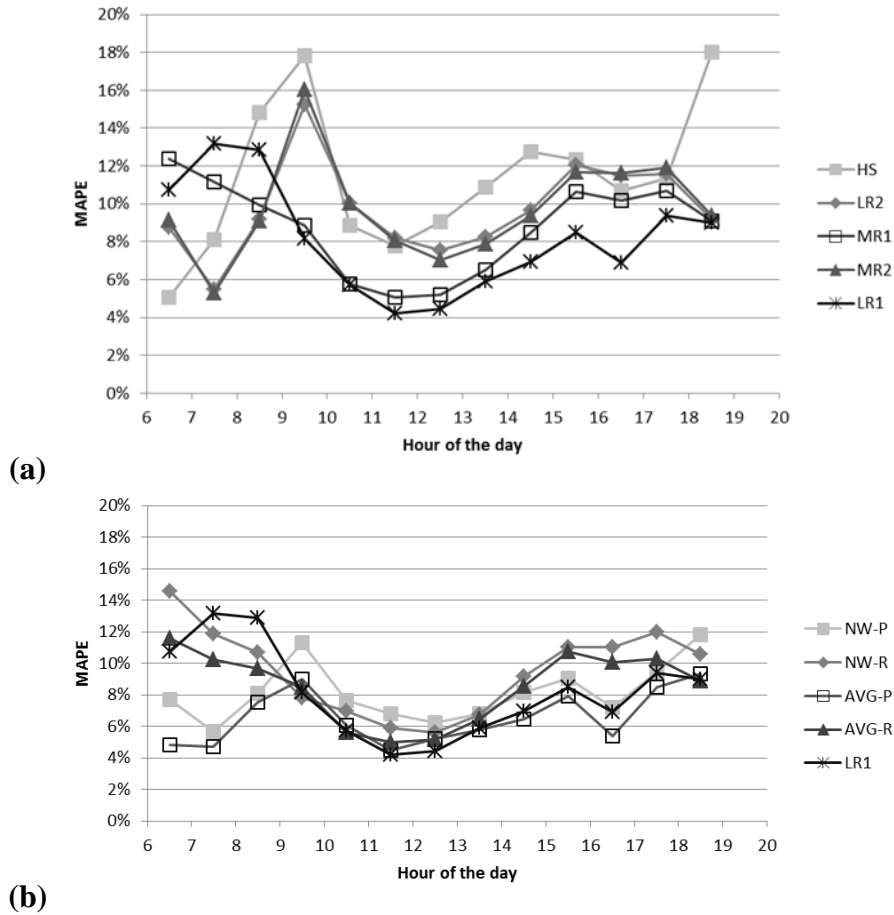 20%
18%
16%
14%
12%
10%
8%
6%
4%
2%
0%
MAPE
6 7 8 9 10 11 12 13 14 15 16 17 18 19 20
Hour of the day
HS
LR2
MR1
MR2
LR1
(a)
20%
18%
16%
14%
12%
10%
8%
6%
4%
2%
0%
MAPE
6 7 8 9 10 11 12 13 14 15 16 17 18 19 20
Hour of the day
NW-P
NW-R
AVG-P
AVG-R
LR1
(b)